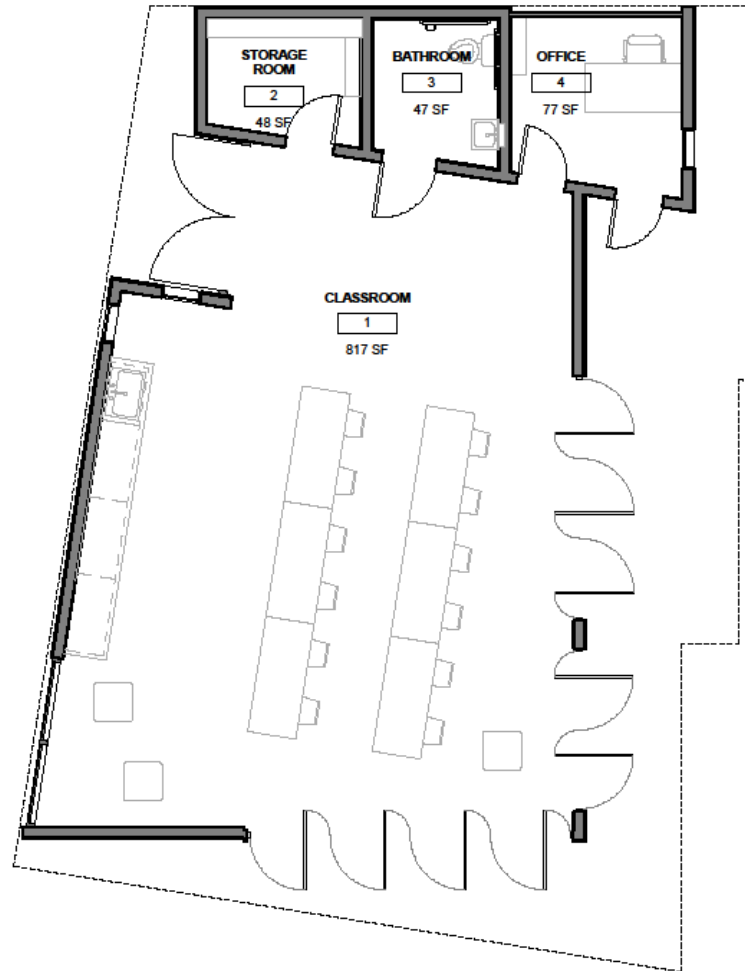 STORAGE
ROOM
2
48 SF
BATHROOM
3
47 SF
OFFICE
4
77 SF
CLASSROOM
1
817 SF